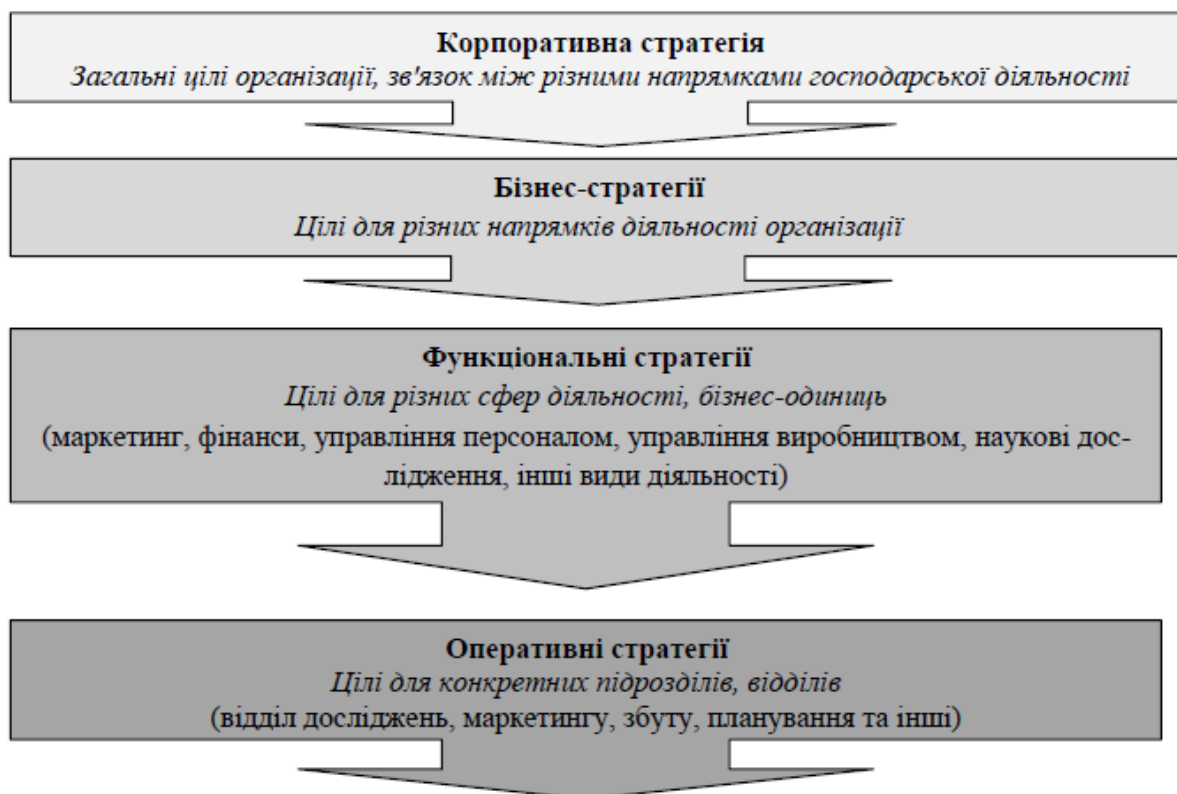 Корпоративна стратегія
Загальні цілі організації, зв'язок між різними напрямками господарської діяльності
Бізнес-стратегії
Цілі для різних напрямків діяльності організації
Функціональні стратегії
Цілі для різних сфер діяльності, бізнес-одиниць
(маркетинг, фінанси, управління персоналом, управління виробництвом, наукові дос-
лідження, інші види діяльності)
Оперативні стратегії
Цілі для конкретних підрозділів, відділів
(відділ досліджень, маркетингу, збуту, планування та інші)